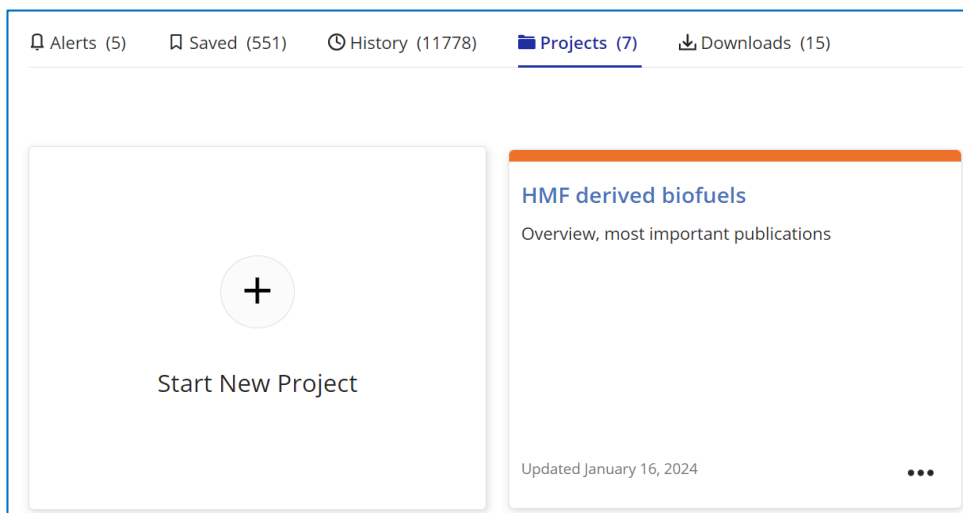 Alerts (5) Saved (551) History (11778) Projects (7) Downloads (15)
Start New Project
HMF derived biofuels
Overview, most important publications
Updated January 16, 2024